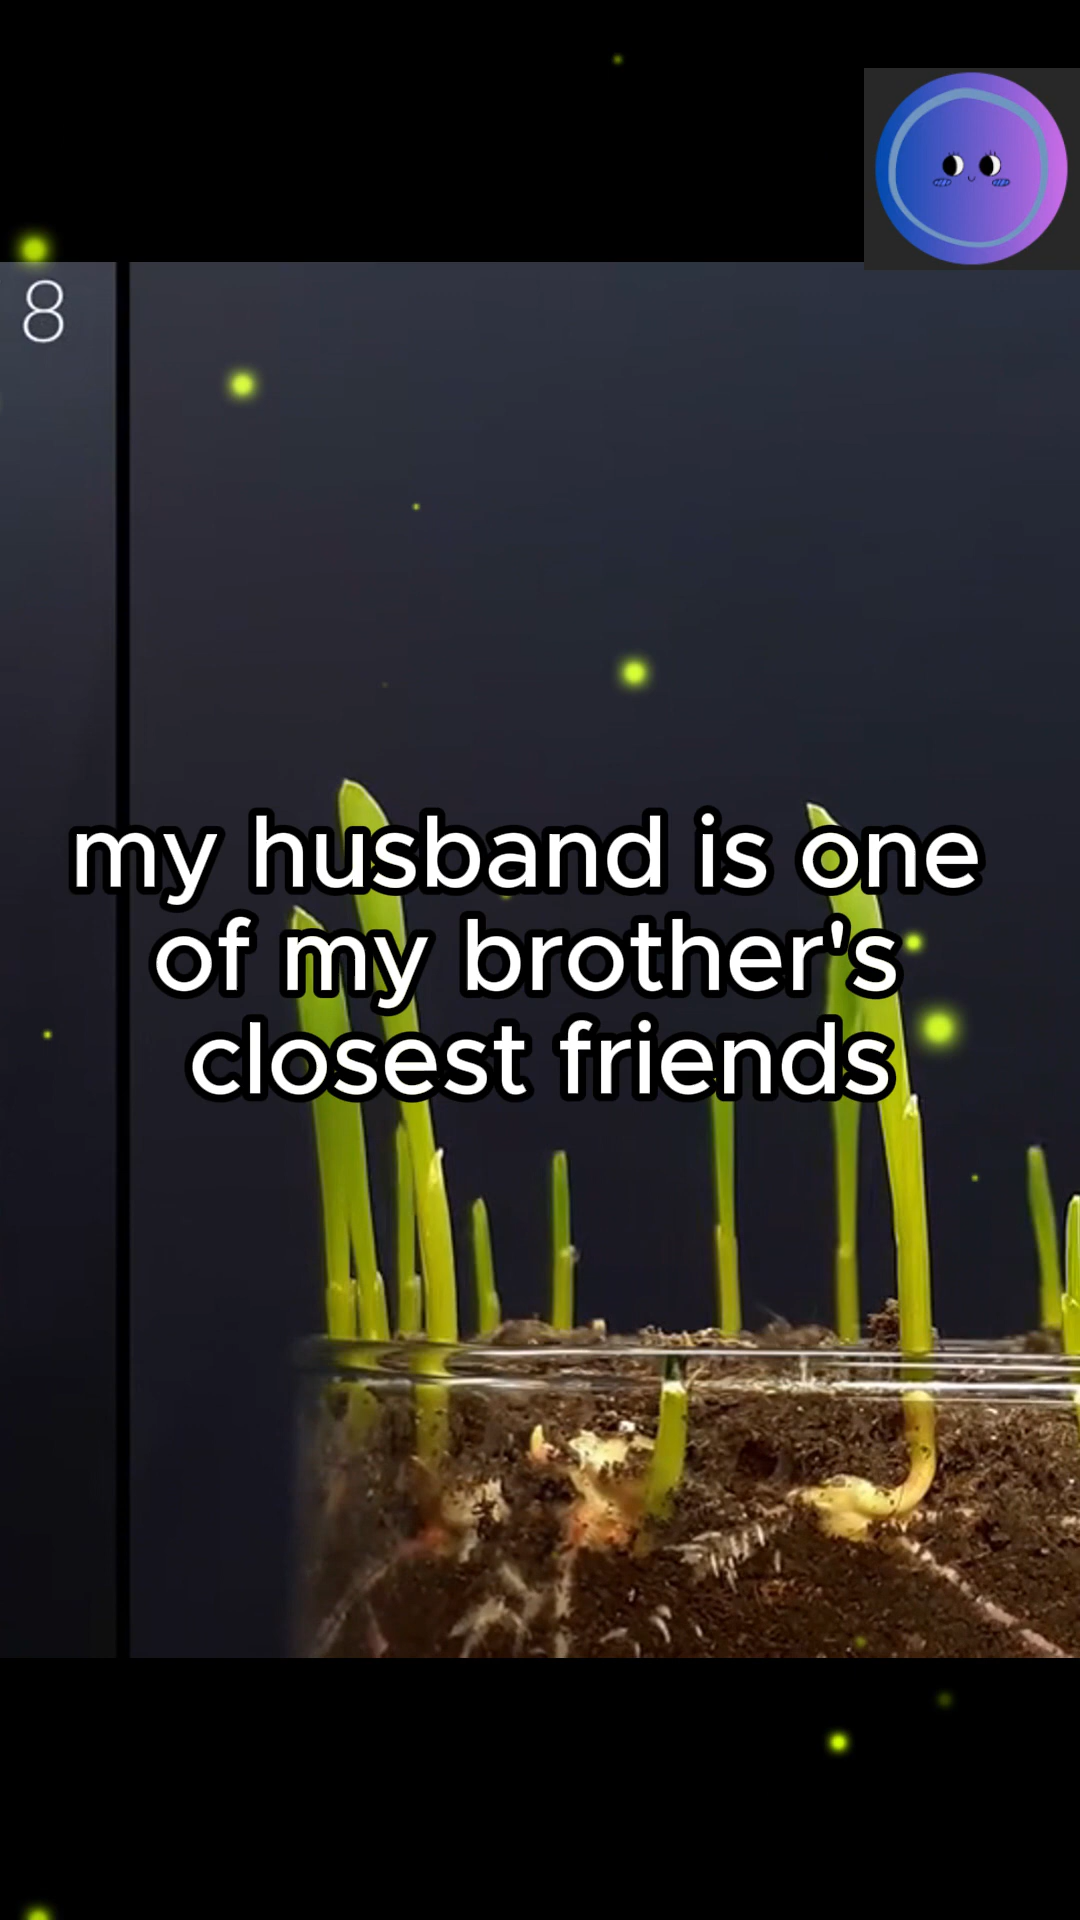 8
my husband is one
of my brother's
closest friends